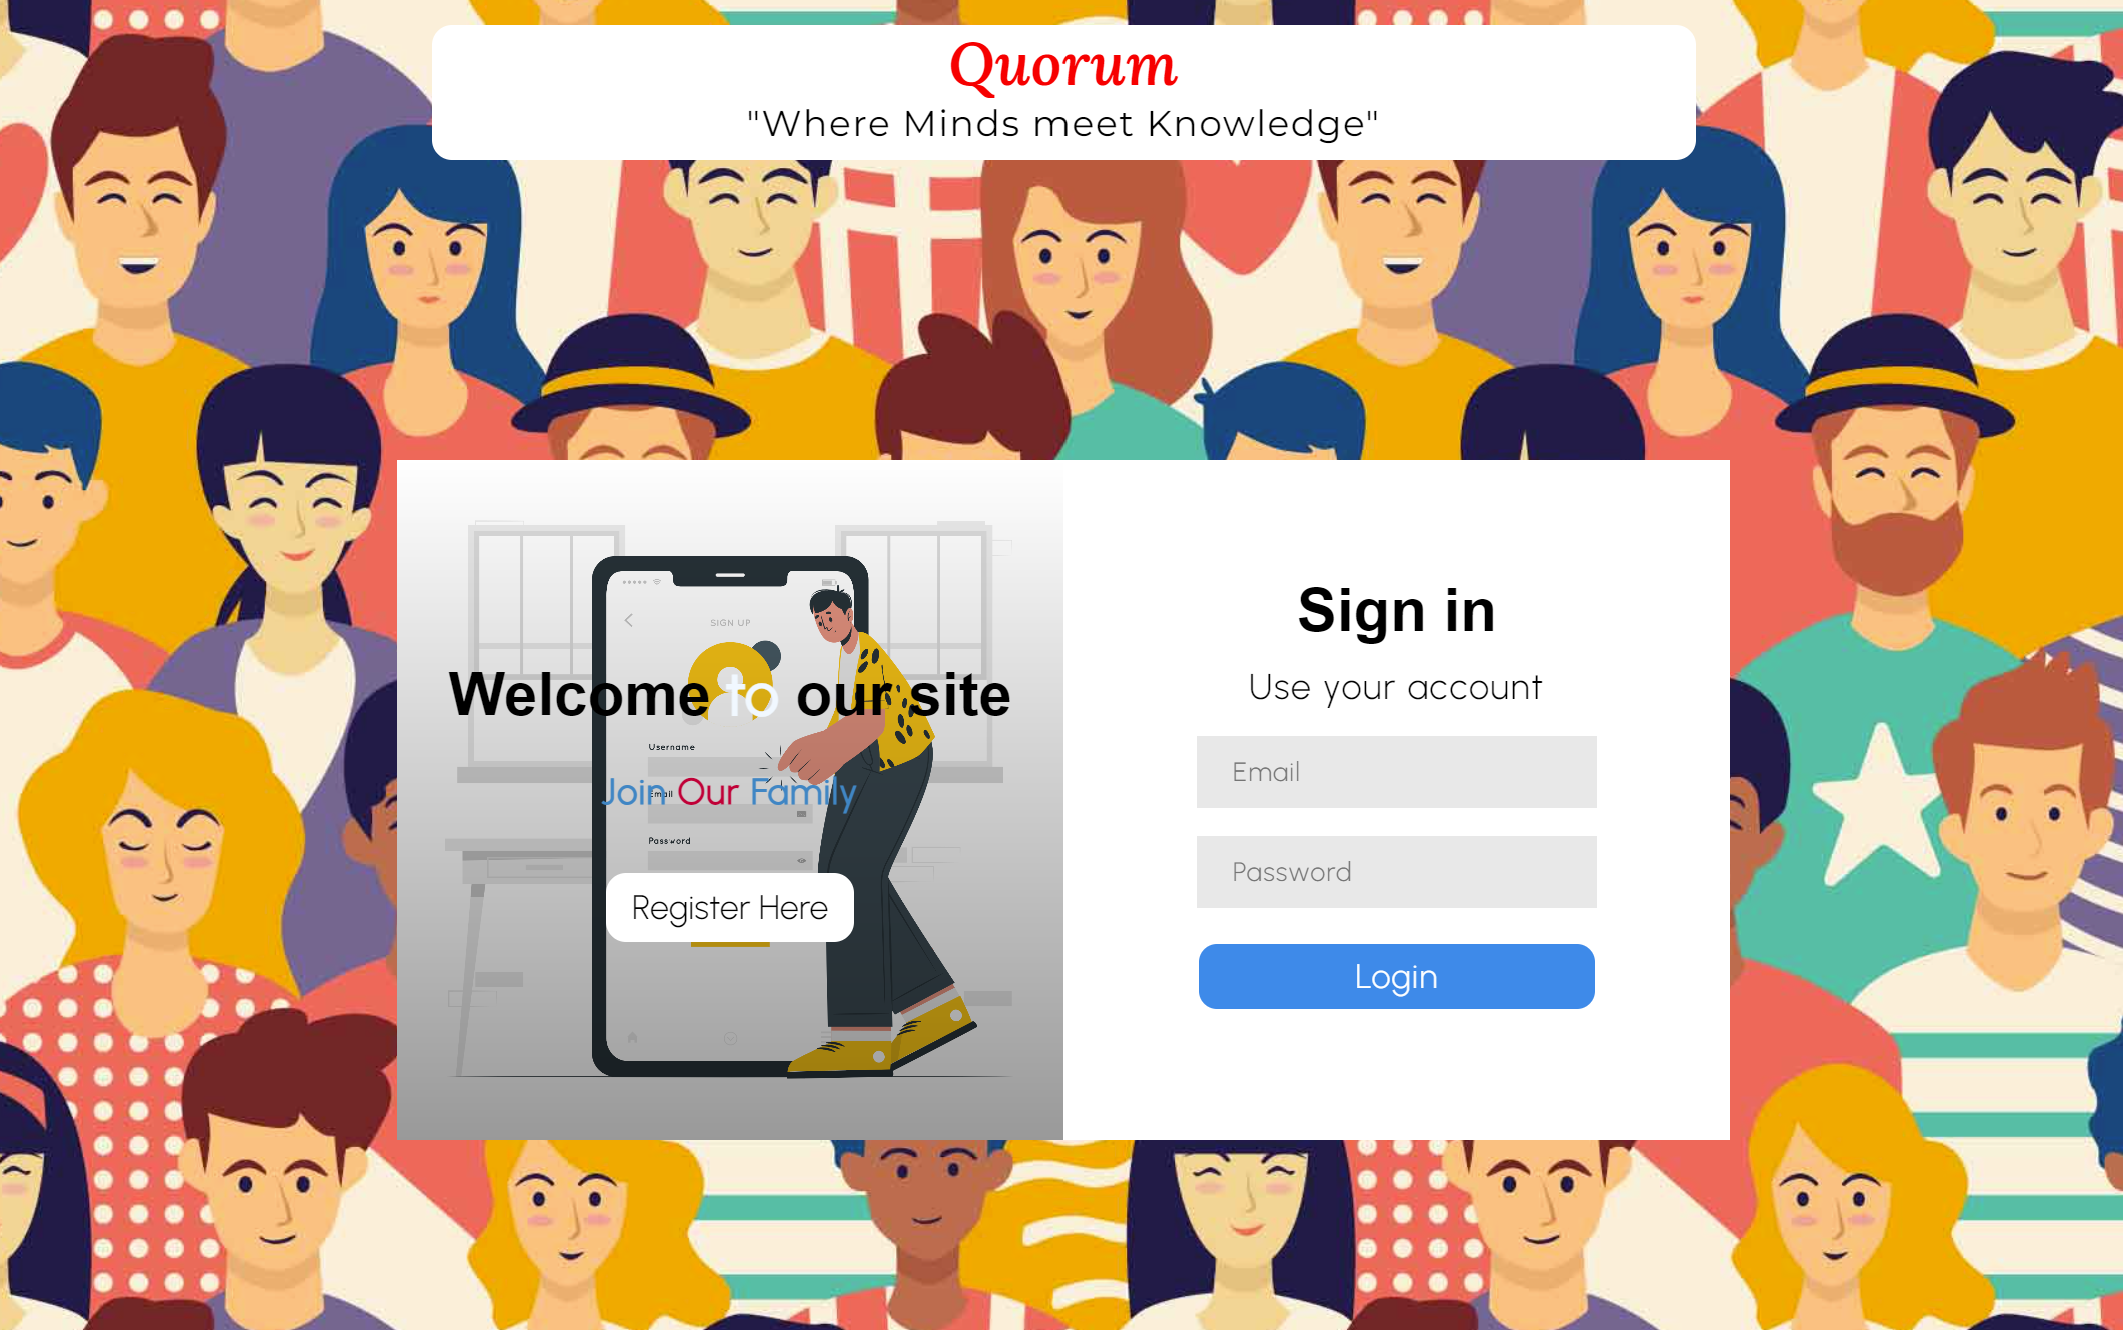 Quorum
"Where Minds meet Knowledge"
SIGN UP
Welcome to our site
Username
Join Our Family
Email
Password
Register Here
Sign in
Use your account
Email
Password
Login